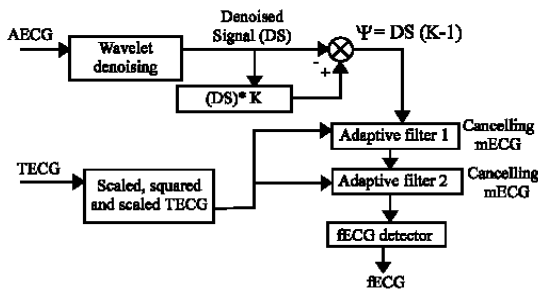 AECG
Wavelet
denoising
Denoised
Signal (DS)
Ψ= DS (K-1)
-
+
(DS)* K
Adaptive filter 1
Cancelling
mECG
TECG
Scaled, squared
and scaled TECG
Adaptive filter 2
Cancelling
mECG
fECG detector
fECG